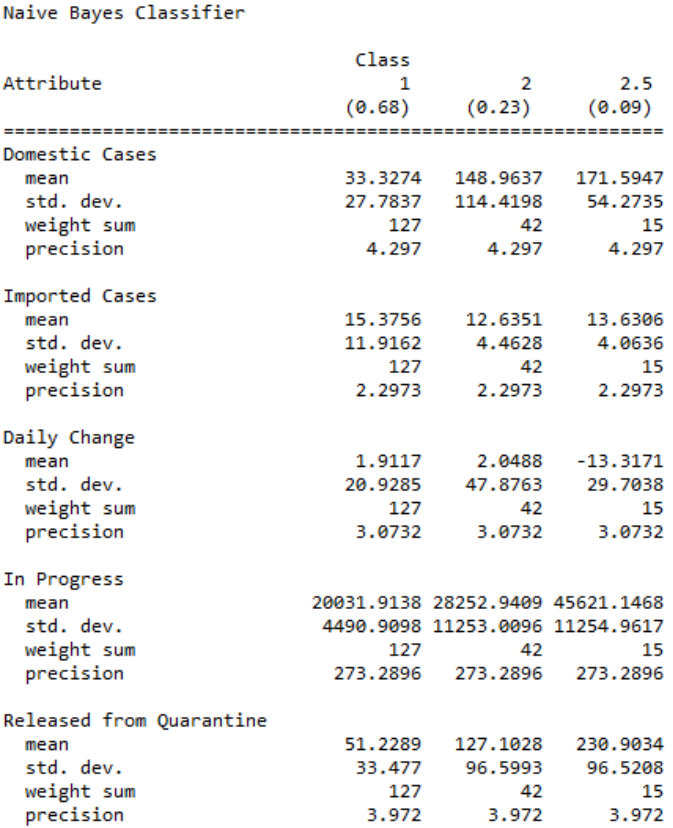 Naive Bayes Classifier
Class
Attribute 1 2 2.5
(0.68) (0.23) (0.09)
============================================================
Domestic Cases
mean 33.3274 148.9637 171.5947
std. dev. 27.7837 114.4198 54.2735
weight sum 127 42 15
precision 4.297 4.297 4.297
Imported Cases
mean 15.3756 12.6351 13.6306
std. dev. 11.9162 4.4628 4.0636
weight sum 127 42 15
precision 2.2973 2.2973 2.2973
Daily Change
mean 1.9117 2.0488 -13.3171
std. dev. 20.9285 47.8763 29.7038
weight sum 127 42 15
precision 3.0732 3.0732 3.0732
In Progress
mean 20031.9138 28252.9409 45621.1468
std. dev. 4490.9098 11253.0096 11254.9617
weight sum 127 42 15
precision 273.2896 273.2896 273.2896
Released from Quarantine
mean 51.2289 127.1028 230.9034
std. dev. 33.477 96.5993 96.5208
weight sum 127 42 15
precision 3.972 3.972 3.972